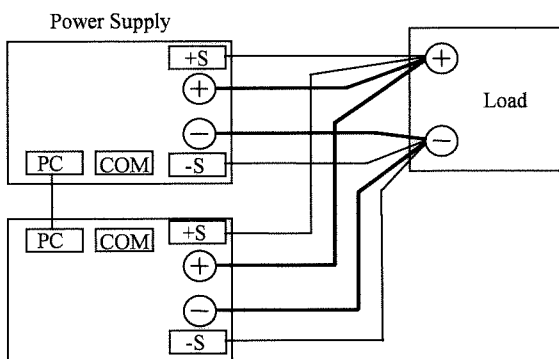 Power Supply
+S
+
−
PC COM -S
+
−
Load
PC COM +S
+
−
-S